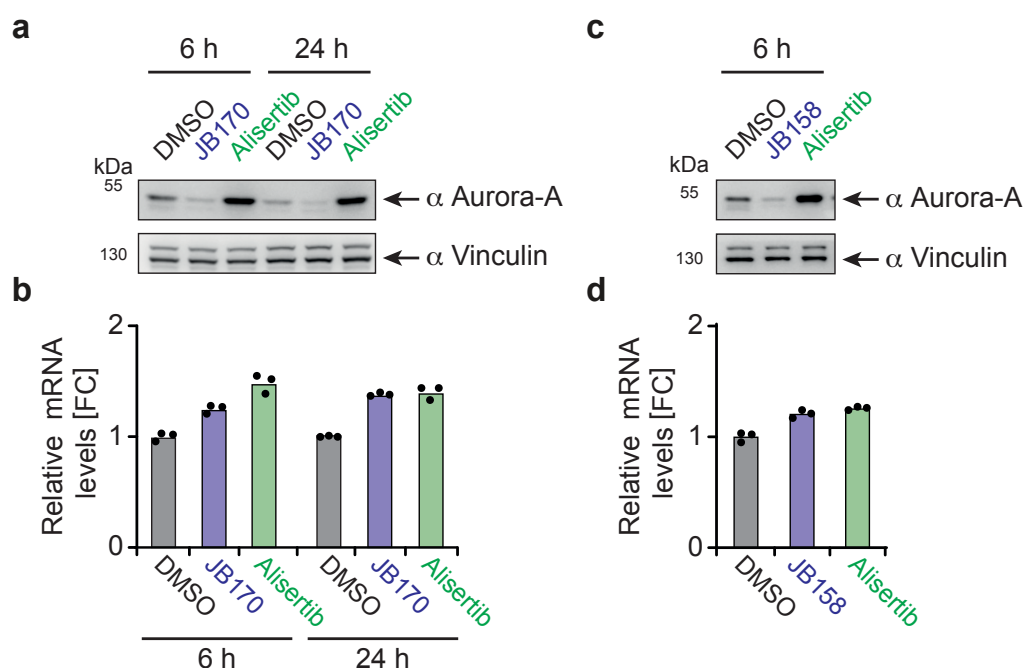 a
6 h 24 h
DMSO JB170 Alisertib DMSO JB170 Alisertib
kDa
55
α Aurora-A
130
α Vinculin
b
Relative mRNA
levels [FC]
2
1
0
DMSO JB170 Alisertib DMSO JB170 Alisertib
6 h 24 h
c
6 h
DMSO JB158 Alisertib
kDa
55
α Aurora-A
130
α Vinculin
d
Relative mRNA
levels [FC]
2
1
0
DMSO JB158 Alisertib